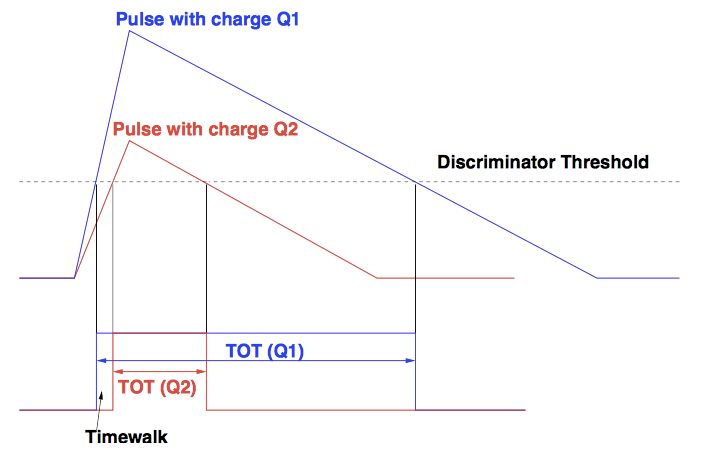 Pulse with charge Q1
Pulse with charge Q2
Discriminator Threshold
TOT (Q1)
TOT (Q2)
Timewalk